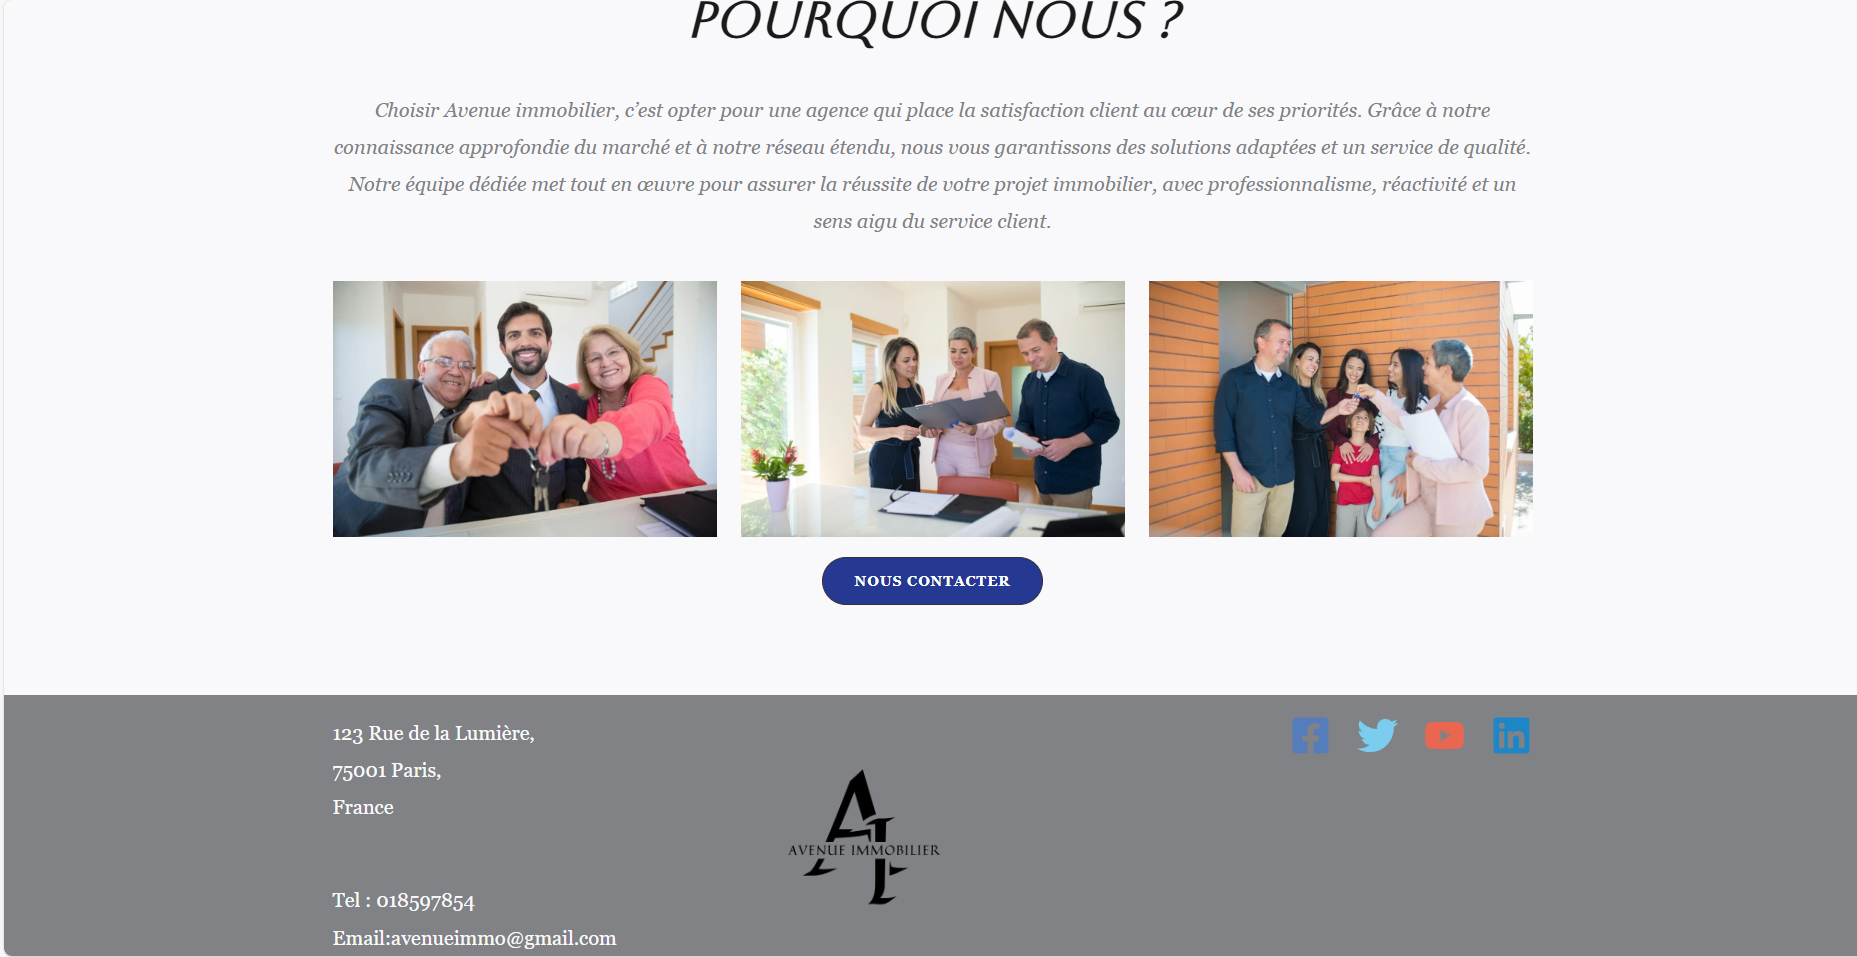 POURQUOI NOUS ?
Choisir Avenue immobilier, c’est opter pour une agence qui place la satisfaction client au cœur de ses priorités. Grâce à notre
connaissance approfondie du marché et à notre réseau étendu, nous vous garantissons des solutions adaptées et un service de qualité.
Notre équipe dédiée met tout en œuvre pour assurer la réussite de votre projet immobilier, avec professionnalisme, réactivité et un
sens aigu du service client.
NOUS CONTACTER
123 Rue de la Lumière,
75001 Paris,
France
Tel : 018597854
Email:avenueimmo@gmail.com
AI
AVENUE IMMOBILIER